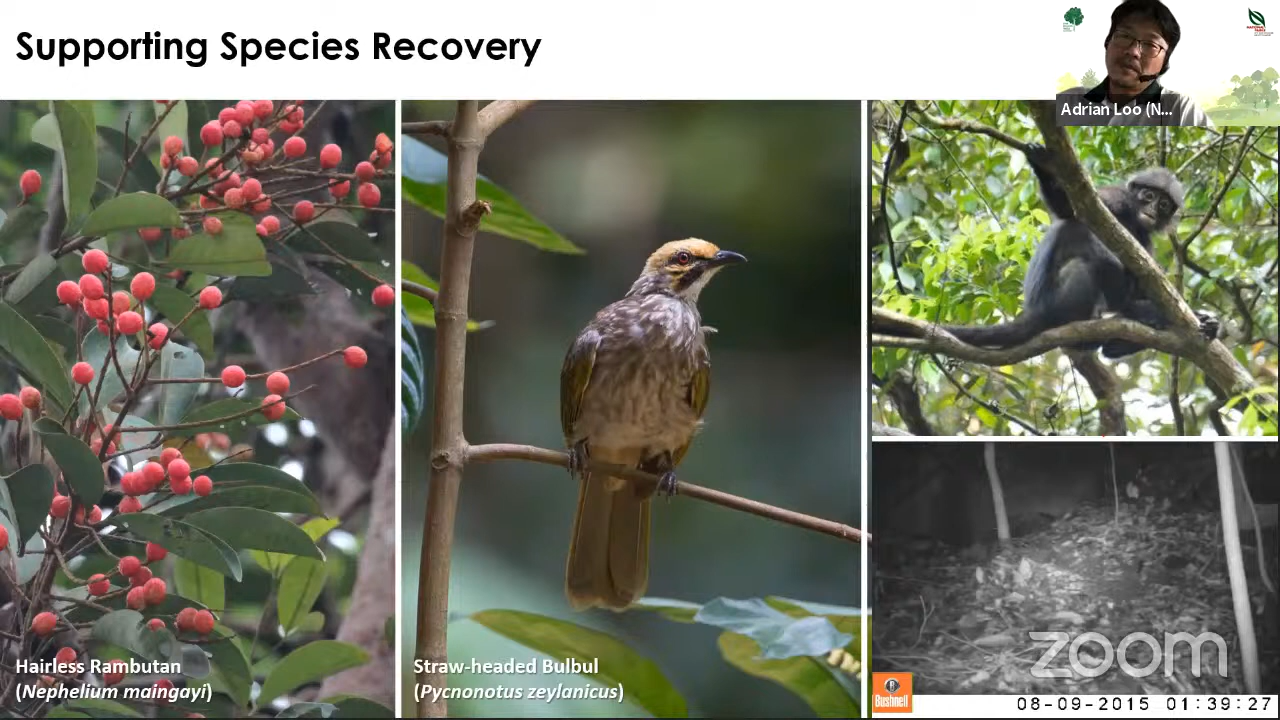 Supporting Species Recovery
Adrian Loo (N...
Hairless Rambutan
(Nephelium maingayi)
Straw-headed Bulbul
(Pycnonotus zeylanicus)
zoom
Bushnell
08-09-2015 01:39:27